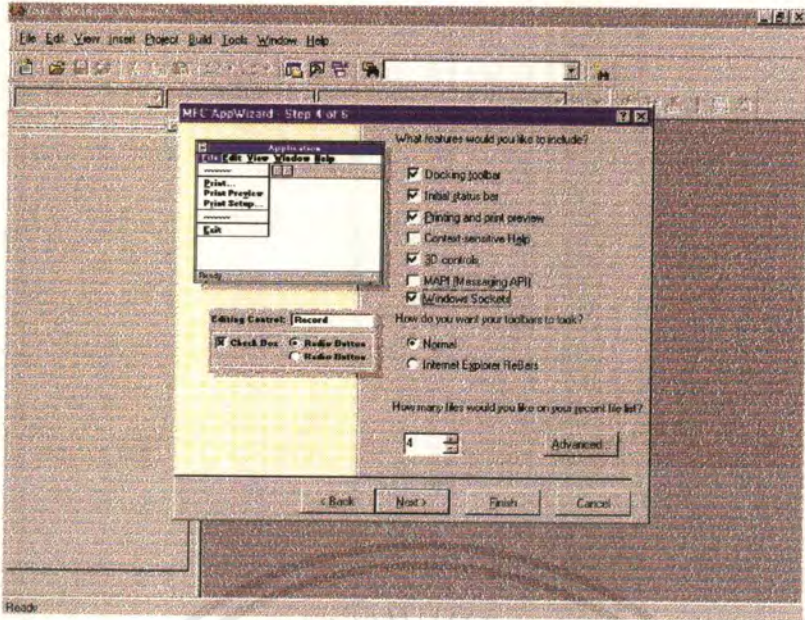 File Edit View Insert Project Build Tools Window Help
MFC AppWizard - Step 4 of 6
Application
File Edit View Window Help
Print...
Print Preview
Print Setup...
Exit
Ready
Editing Control: Record
Check Box
Radio Button
Radio Button
What features would you like to include?
Docking toolbar
Initial status bar
Printing and print preview
Context-sensitive Help
3D controls
MAPI (Messaging API)
Windows Sockets
How do you want your toolbars to look?
Normal
Internet Explorer ReBars
How many files would you like on your recent file list?
4
Advanced...
< Back
Next >
Finish
Cancel
Ready